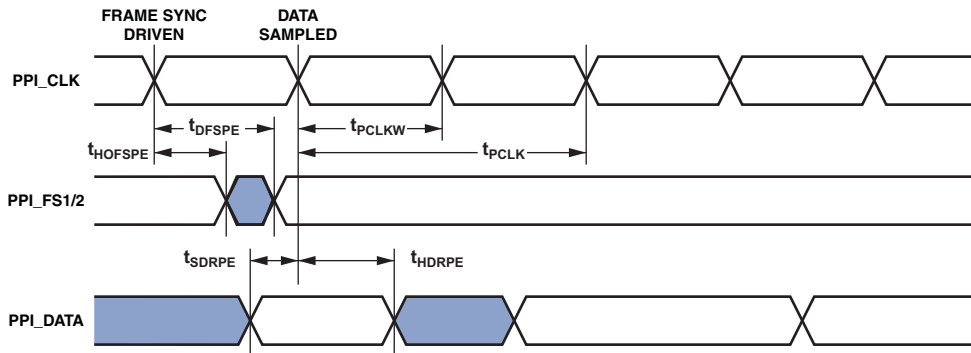 FRAME SYNC
DRIVEN
DATA
SAMPLED
PPI_CLK
tDFSPE
tPCLKW
tHOFSPE
tPCLK
PPI_FS1/2
tSDRPE
tHDRPE
PPI_DATA